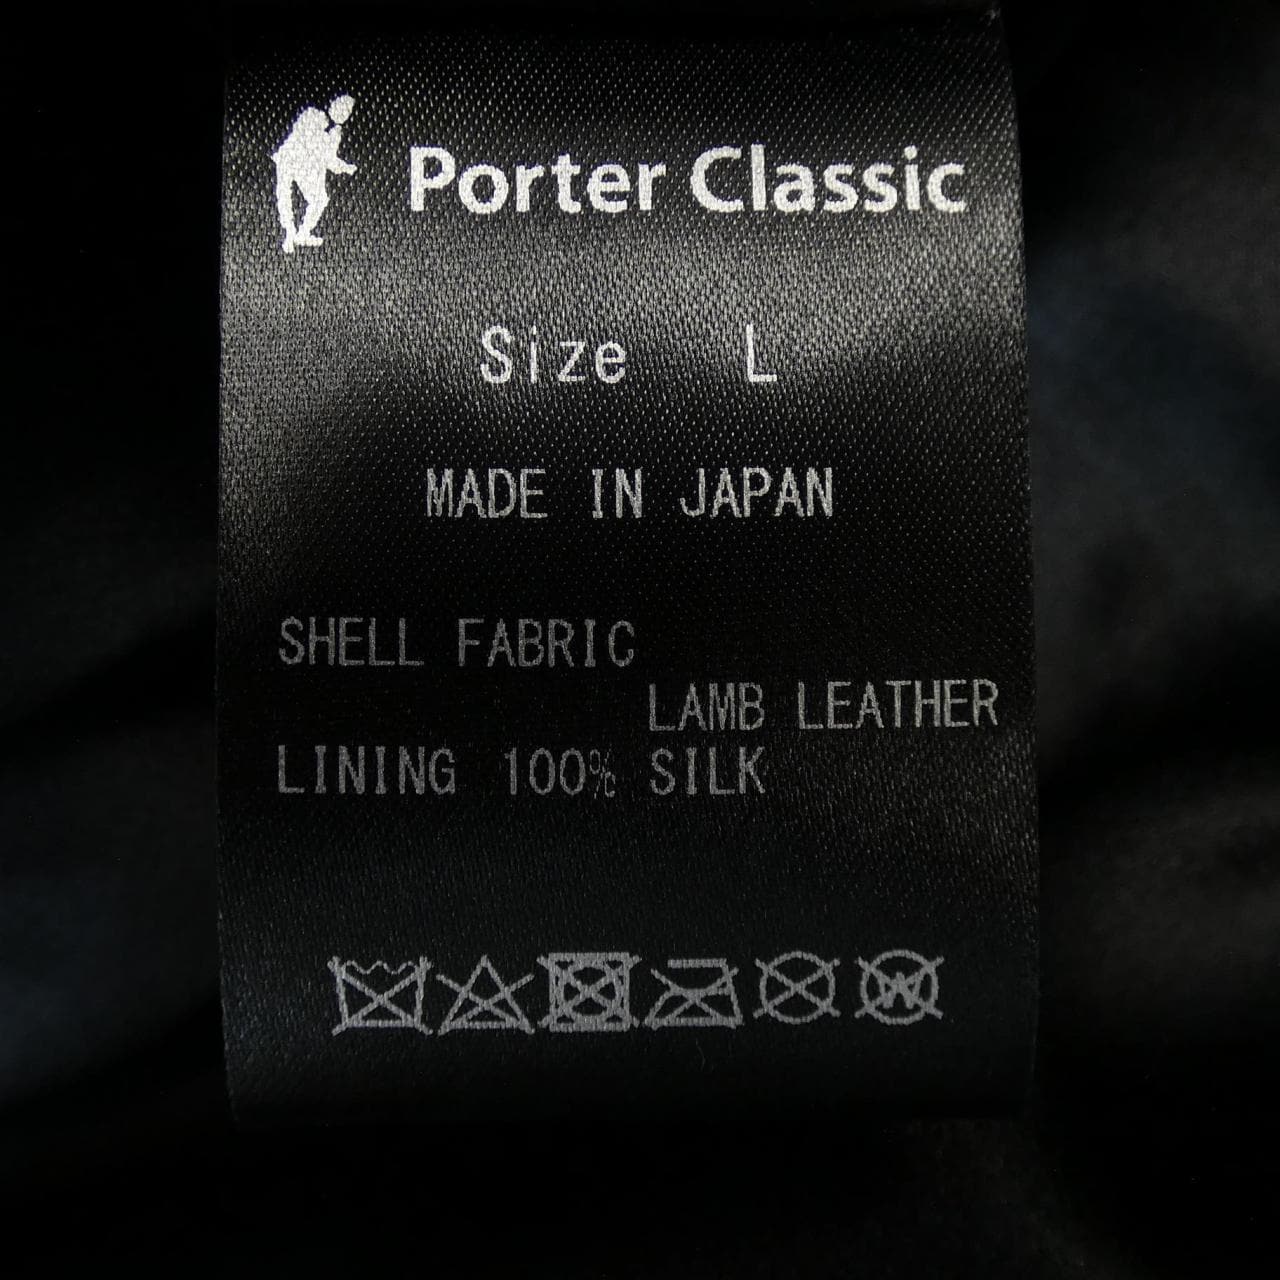 Porter Classic
Size L
MADE IN JAPAN
SHELL FABRIC
LAMB LEATHER
LINING 100% SILK
W